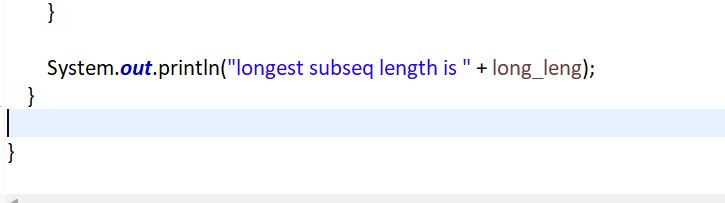 }
System.out.println("longest subseq length is " + long_leng);
}
}